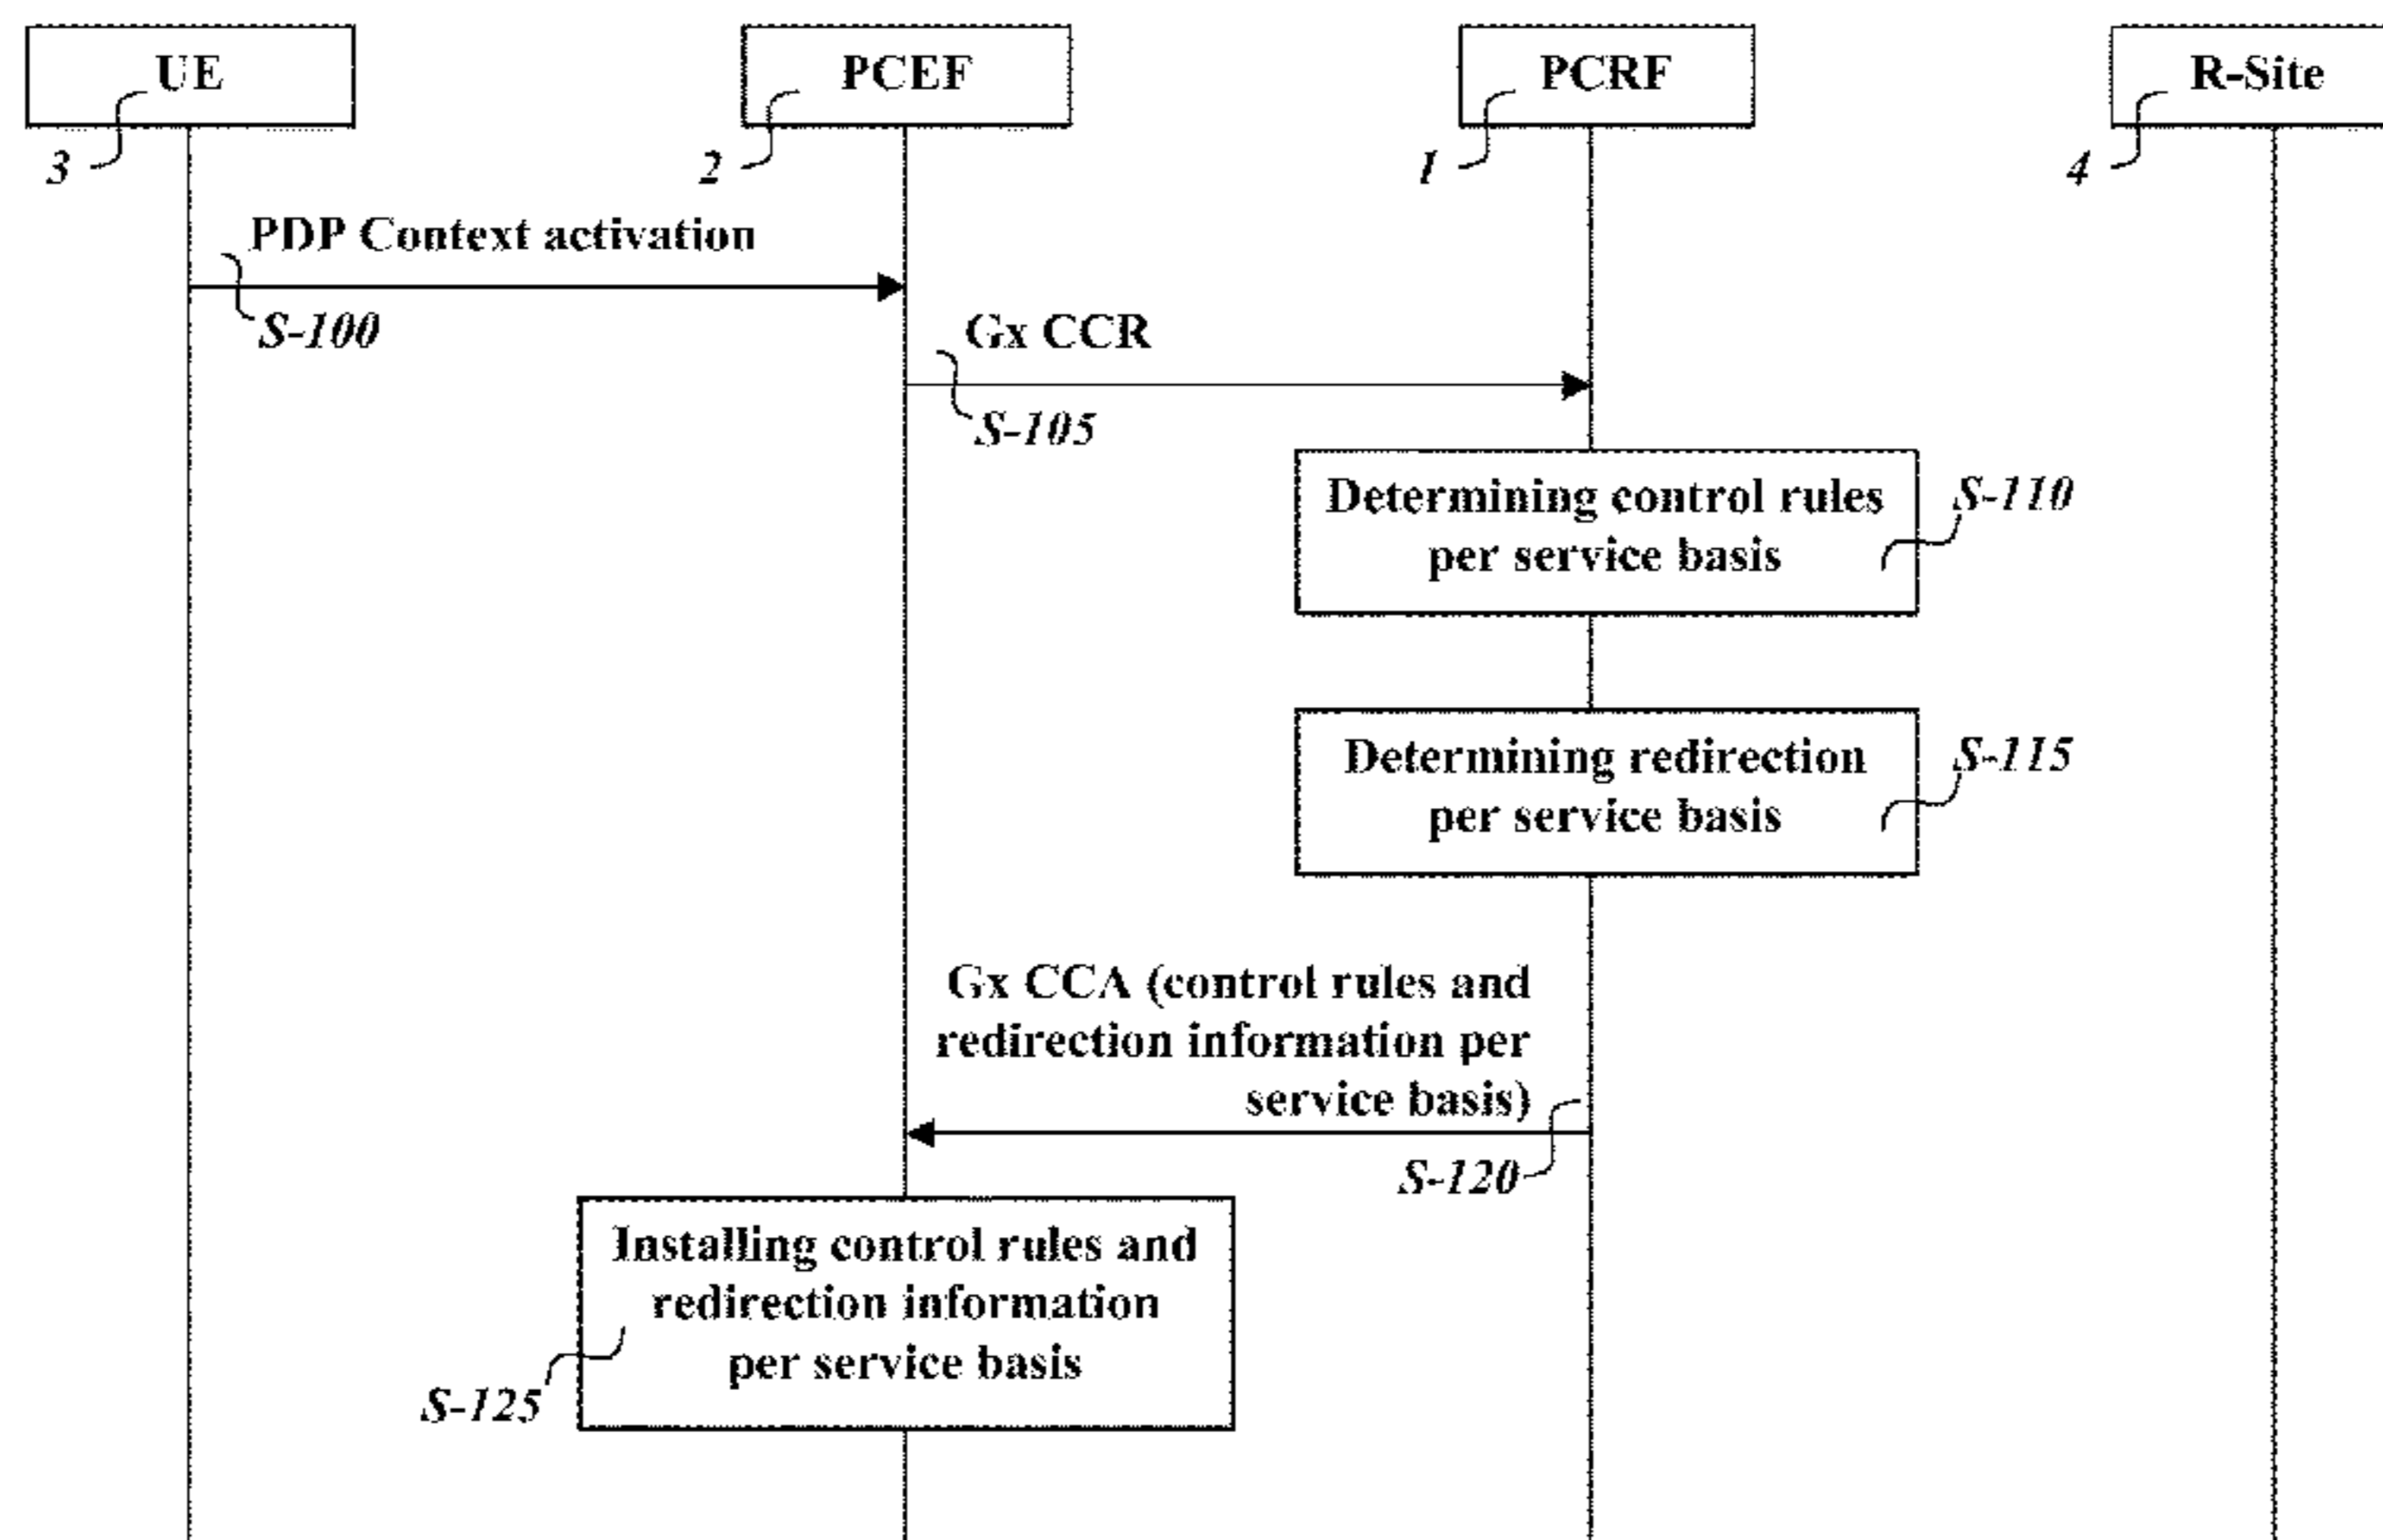 UE
PCEF
PCRF
R-Site
3
2
1
4
PDP Context activation
S-100
Gx CCR
S-105
Determining control rules
per service basis
S-110
Determining redirection
per service basis
S-115
Gx CCA (control rules and
redirection information per
service basis)
S-120
Installing control rules and
redirection information
per service basis
S-125